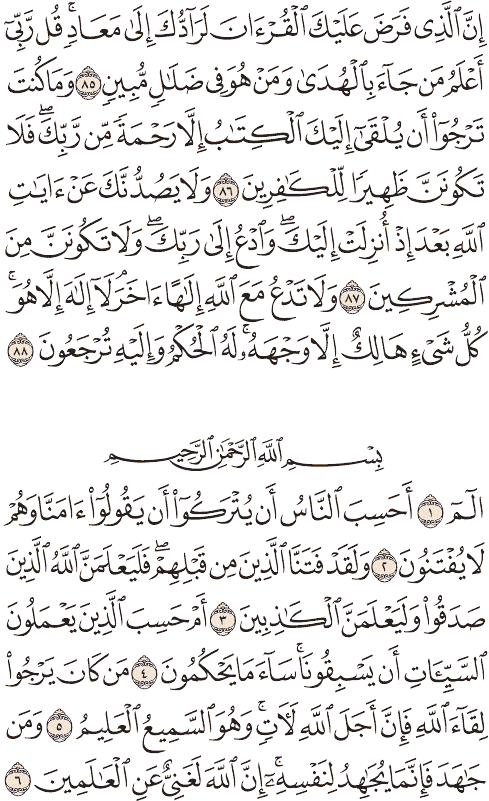 إِنَّ ٱلَّذِى فَرَضَ عَلَيْكَ ٱلْقُرْءَانَ لَرَآدُّكَ إِلَىٰ مَعَادٍ ۚ قُل رَّبِّىٓ
أَعْلَمُ مَن جَآءَ بِٱلْهُدَىٰ وَمَنْ هُوَ فِى ضَلَٰلٍ مُّبِينٍ ٨٥ وَمَا كُنتَ
تَرْجُوٓا۟ أَن يُلْقَىٰٓ إِلَيْكَ ٱلْكِتَٰبُ إِلَّا رَحْمَةً مِّن رَّبِّكَ ۖ فَلَا
تَكُونَنَّ ظَهِيرًا لِّلْكَٰفِرِينَ ٨٦ وَلَا يَصُدُّنَّكَ عَنْ ءَايَٰتِ
ٱللَّهِ بَعْدَ إِذْ أُنزِلَتْ إِلَيْكَ ۖ وَٱدْعُ إِلَىٰ رَبِّكَ ۖ وَلَا تَكُونَنَّ مِنَ
ٱلْمُشْرِكِينَ ٨٧ وَلَا تَدْعُ مَعَ ٱللَّهِ إِلَٰهًا ءَاخَرَ ۘ لَآ إِلَٰهَ إِلَّا هُوَ ۚ
كُلُّ شَىْءٍ هَالِكٌ إِلَّا وَجْهَهُۥ ۚ لَهُ ٱلْحُكْمُ وَإِلَيْهِ تُرْجَعُونَ ٨٨
بِسْمِ ٱللَّهِ ٱلرَّحْمَٰنِ ٱلرَّحِيمِ
الٓمٓ ١ أَحَسِبَ ٱلنَّاسُ أَن يُتْرَكُوٓا۟ أَن يَقُولُوٓا۟ ءَامَنَّا وَهُمْ
لَا يُفْتَنُونَ ٢ وَلَقَدْ فَتَنَّا ٱلَّذِينَ مِن قَبْلِهِمْ ۖ فَلَيَعْلَمَنَّ ٱللَّهُ ٱلَّذِينَ
صَدَقُوا۟ وَلَيَعْلَمَنَّ ٱلْكَٰذِبِينَ ٣ أَمْ حَسِبَ ٱلَّذِينَ يَعْمَلُونَ
ٱلسَّيِّـَٔاتِ أَن يَسْبِقُونَا ۚ سَآءَ مَا يَحْكُمُونَ ٤ مَن كَانَ يَرْجُوا۟
لِقَآءَ ٱللَّهِ فَإِنَّ أَجَلَ ٱللَّهِ لَـَٔاتٍ ۚ وَهُوَ ٱلسَّمِيعُ ٱلْعَلِيمُ ٥ وَمَن
جَٰهَدَ فَإِنَّمَا يُجَٰهِدُ لِنَفْسِهِۦٓ ۚ إِنَّ ٱللَّهَ لَغَنِىٌّ عَنِ ٱلْعَٰلَمِينَ ٦